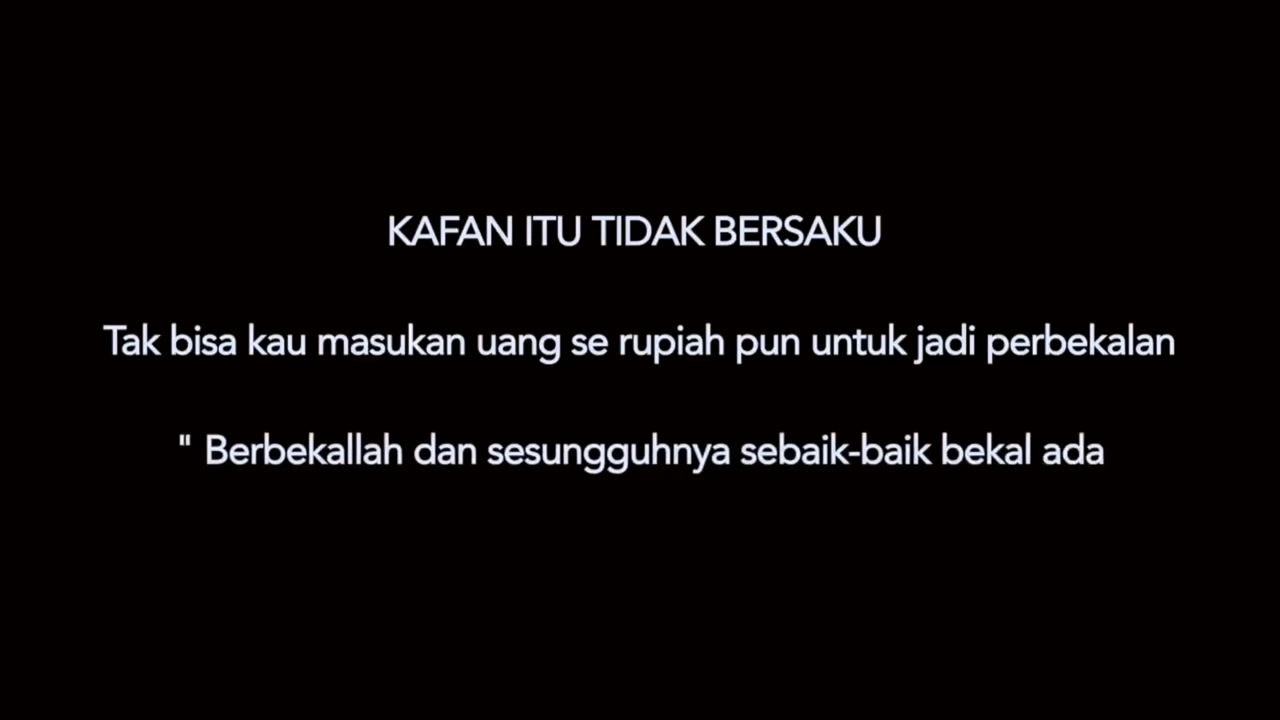 KAFAN ITU TIDAK BERSAKU
Tak bisa kau masukan uang se rupiah pun untuk jadi perbekalan
" Berbekallah dan sesungguhnya sebaik-baik bekal ada